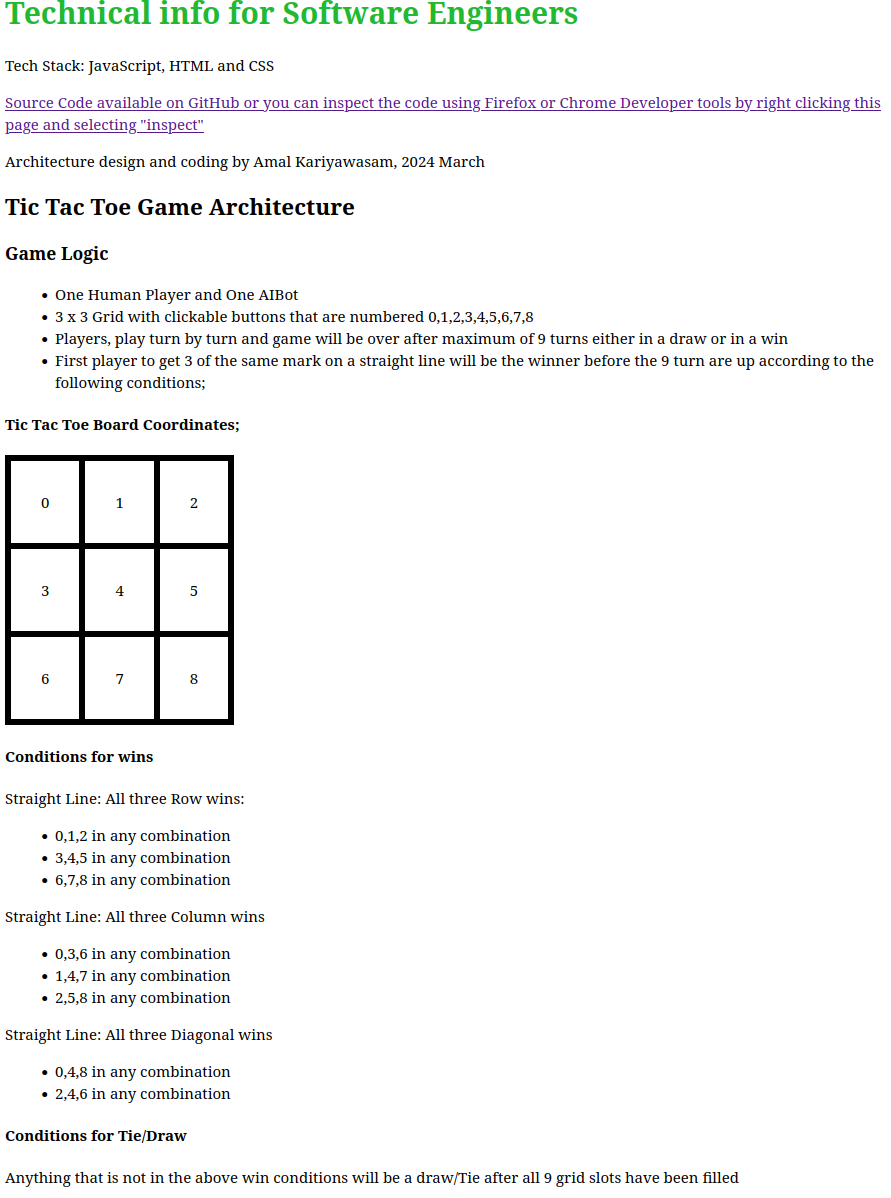 Technical info for Software Engineers
Tech Stack: JavaScript, HTML and CSS
Source Code available on GitHub or you can inspect the code using Firefox or Chrome Developer tools by right clicking this
page and selecting "inspect"
Architecture design and coding by Amal Kariyawasam, 2024 March
Tic Tac Toe Game Architecture
Game Logic
• One Human Player and One AIBot
• 3 x 3 Grid with clickable buttons that are numbered 0,1,2,3,4,5,6,7,8
• Players, play turn by turn and game will be over after maximum of 9 turns either in a draw or in a win
• First player to get 3 of the same mark on a straight line will be the winner before the 9 turn are up according to the
following conditions;
Tic Tac Toe Board Coordinates;
0 1 2
3 4 5
6 7 8
Conditions for wins
Straight Line: All three Row wins:
• 0,1,2 in any combination
• 3,4,5 in any combination
• 6,7,8 in any combination
Straight Line: All three Column wins
• 0,3,6 in any combination
• 1,4,7 in any combination
• 2,5,8 in any combination
Straight Line: All three Diagonal wins
• 0,4,8 in any combination
• 2,4,6 in any combination
Conditions for Tie/Draw
Anything that is not in the above win conditions will be a draw/Tie after all 9 grid slots have been filled